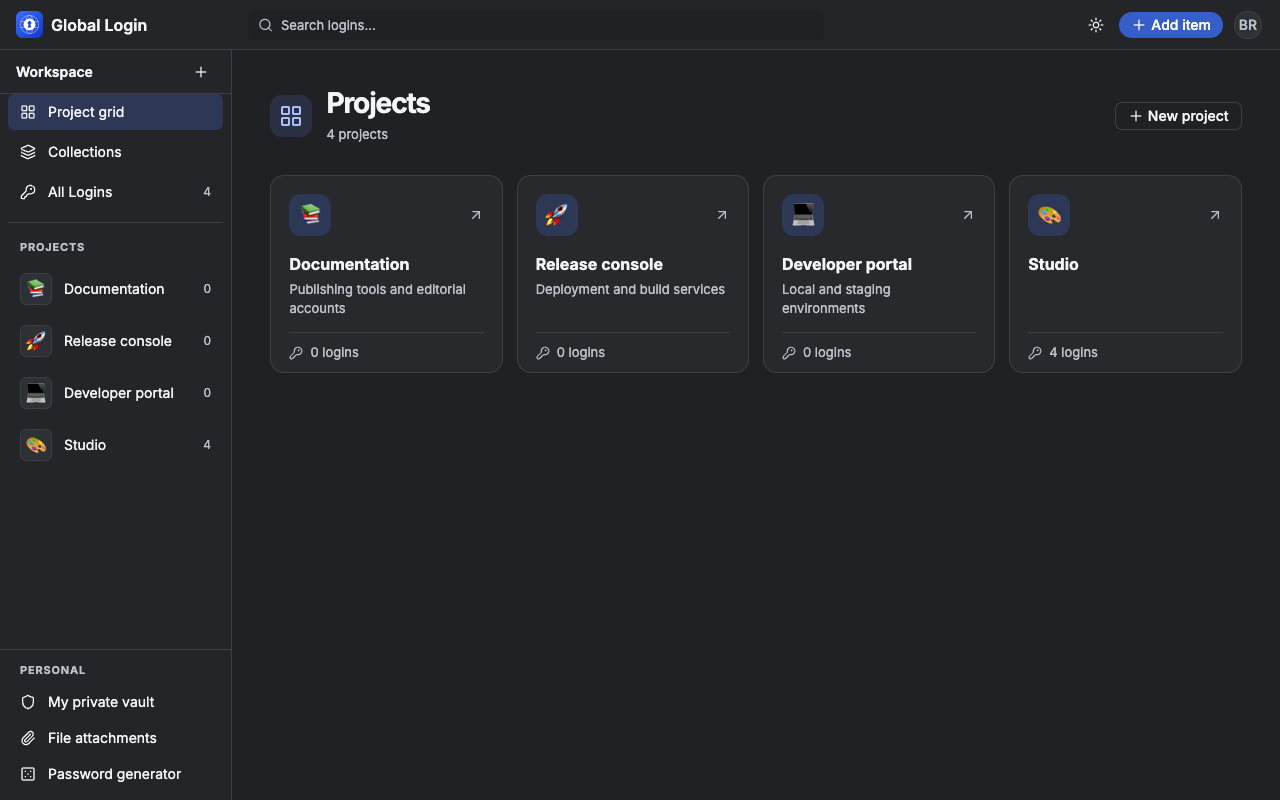 Global Login
Search logins...
Add item
BR
Workspace
Project grid
Collections
All Logins 4
PROJECTS
Documentation 0
Release console 0
Developer portal 0
Studio 4
PERSONAL
My private vault
File attachments
Password generator
Projects
4 projects
New project
Documentation
Publishing tools and editorial
accounts
0 logins
Release console
Deployment and build services
0 logins
Developer portal
Local and staging
environments
0 logins
Studio
4 logins